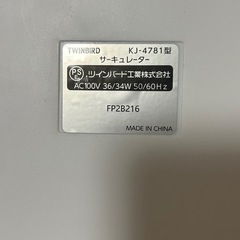 TWINBIRD KJ-4781型
サーキュレーター
PS E ツインバード工業株式会社
AC100V 36/34W 50/60Hz
FP2B216
MADE IN CHINA